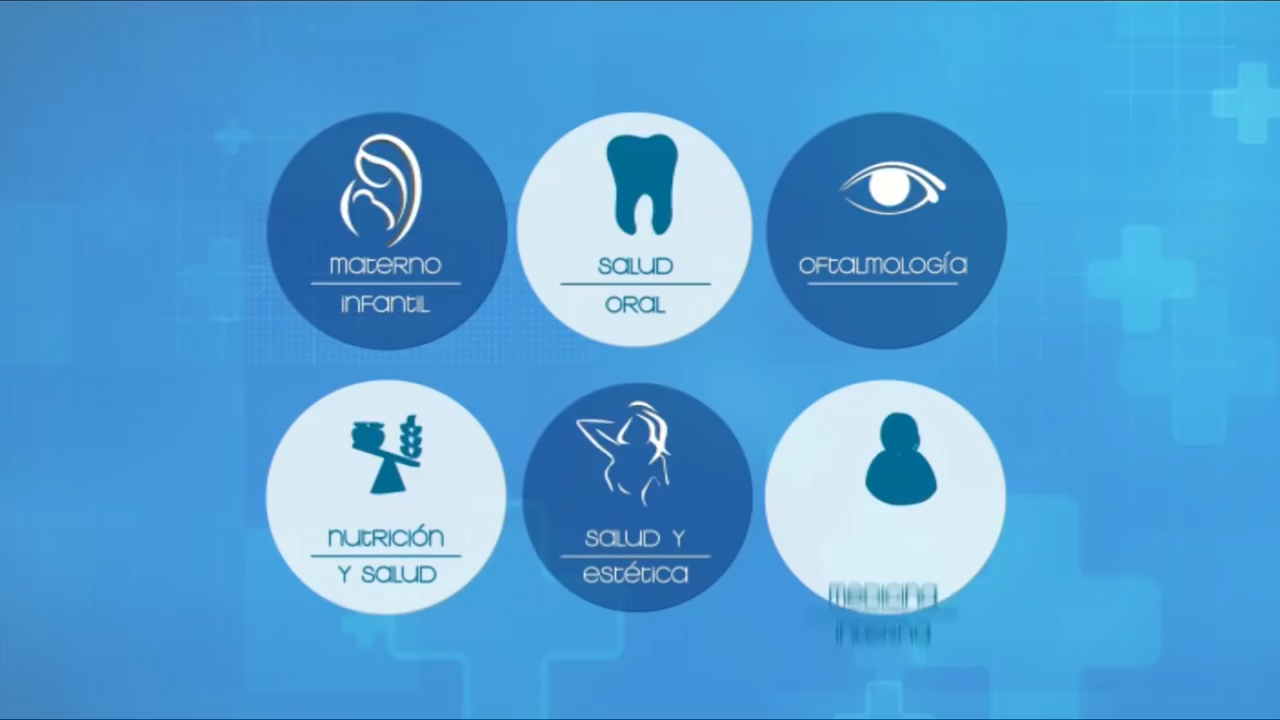 materno
infantil
salud
oral
oftalmología
nutrición
y salud
salud y
estética